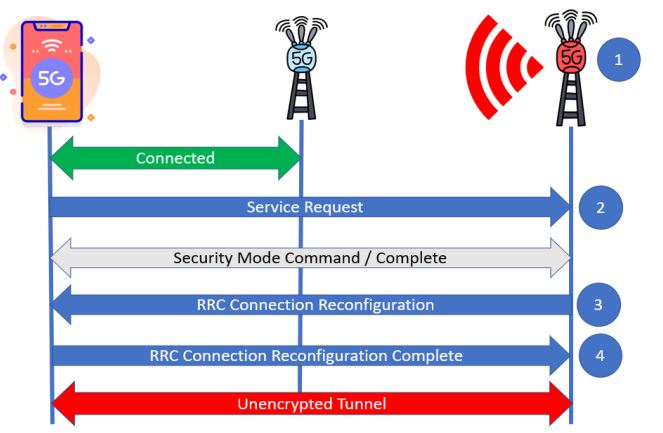 5G
5G
5G
1
Connected
Service Request
2
Security Mode Command / Complete
RRC Connection Reconfiguration
3
RRC Connection Reconfiguration Complete
4
Unencrypted Tunnel